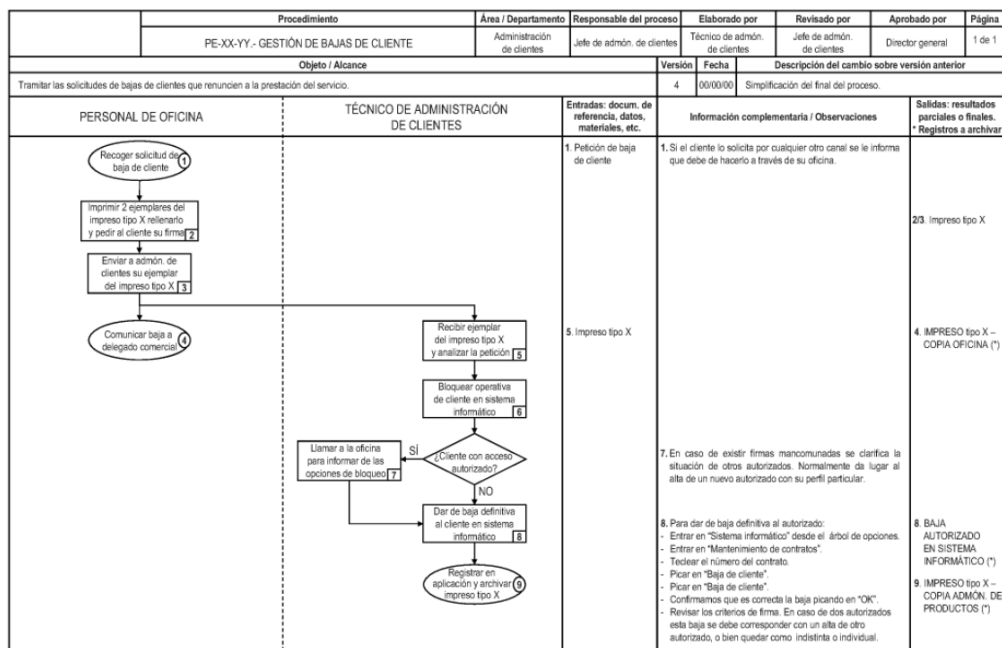 Procedimiento
Área / Departamento
Responsable del proceso
Elaborado por
Revisado por
Aprobado por
Página
PE-XX-YY.- GESTIÓN DE BAJAS DE CLIENTE
Administración
de clientes
Jefe de admón. de clientes
Técnico de admón.
de clientes
Jefe de admón.
de clientes
Director general
1 de 1
Objeto / Alcance
Versión
Fecha
Descripción del cambio sobre versión anterior
Tramitar las solicitudes de bajas de clientes que renuncien a la prestación del servicio.
4
00/00/00
Simplificación del final del proceso.
PERSONAL DE OFICINA
TÉCNICO DE ADMINISTRACIÓN
DE CLIENTES
Entradas: docum. de
referencia, datos,
materiales, etc.
Información complementaria / Observaciones
Salidas: resultados
parciales o finales.
* Registros a archivar
Recoger solicitud de
baja de cliente
1
Imprimir 2 ejemplares del
impreso tipo X rellenarlo
y pedir al cliente su firma
2
Enviar a admón. de
clientes su ejemplar
del impreso tipo X
3
Comunicar baja a
delegado comercial
4
Recibir ejemplar
del impreso tipo X
y analizar la petición
5
Bloquear operativa
de cliente en sistema
informático
6
¿Cliente con acceso
autorizado?
SÍ
NO
Llamar a la oficina
para informar de las
opciones de bloqueo
7
Dar de baja definitiva
al cliente en sistema
informático
8
Registrar en
aplicación y archivar
impreso tipo X
9
1. Petición de baja
de cliente
5. Impreso tipo X
1. Si el cliente lo solicita por cualquier otro canal se le informa
que debe de hacerlo a través de su oficina.
7. En caso de existir firmas mancomunadas se clarifica la
situación de otros autorizados. Normalmente da lugar al
alta de un nuevo autorizado con su perfil particular.
8. Para dar de baja definitiva al autorizado:
- Entrar en "Sistema informático" desde el árbol de opciones.
- Entrar en "Mantenimiento de contratos".
- Teclear el número del contrato.
- Picar en "Baja de cliente".
- Picar en "Baja de cliente".
- Confirmamos que es correcta la baja picando en "OK".
- Revisar los criterios de firma. En caso de dos autorizados
esta baja se debe corresponder con un alta de otro
autorizado, o bien quedar como indistinta o individual.
2/3. Impreso tipo X
4. IMPRESO tipo X –
COPIA OFICINA (*)
8. BAJA
AUTORIZADO
EN SISTEMA
INFORMÁTICO (*)
9. IMPRESO tipo X –
COPIA ADMÓN. DE
PRODUCTOS (*)